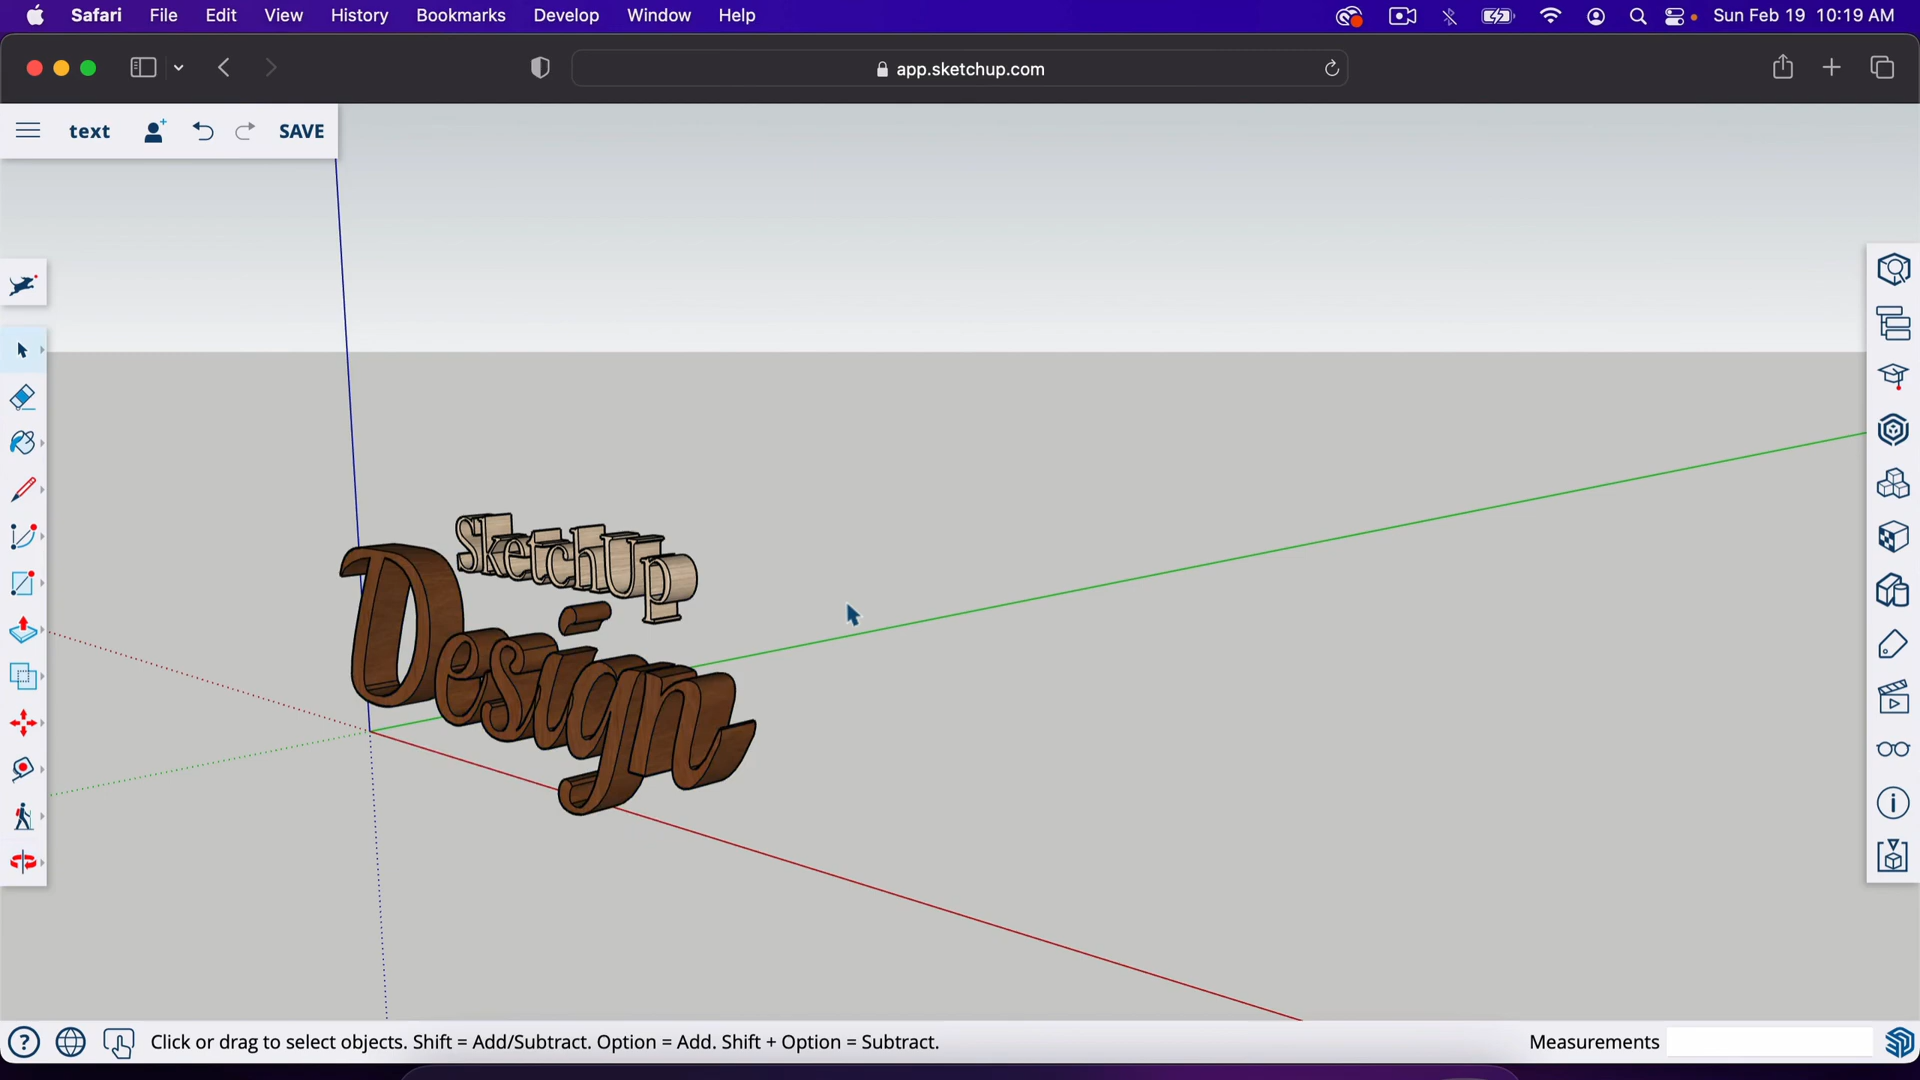 Safari File Edit View History Bookmarks Develop Window Help Sun Feb 19 10:19 AM
app.sketchup.com
text SAVE
SketchUp
Design
Click or drag to select objects. Shift = Add/Subtract. Option = Add. Shift + Option = Subtract. Measurements